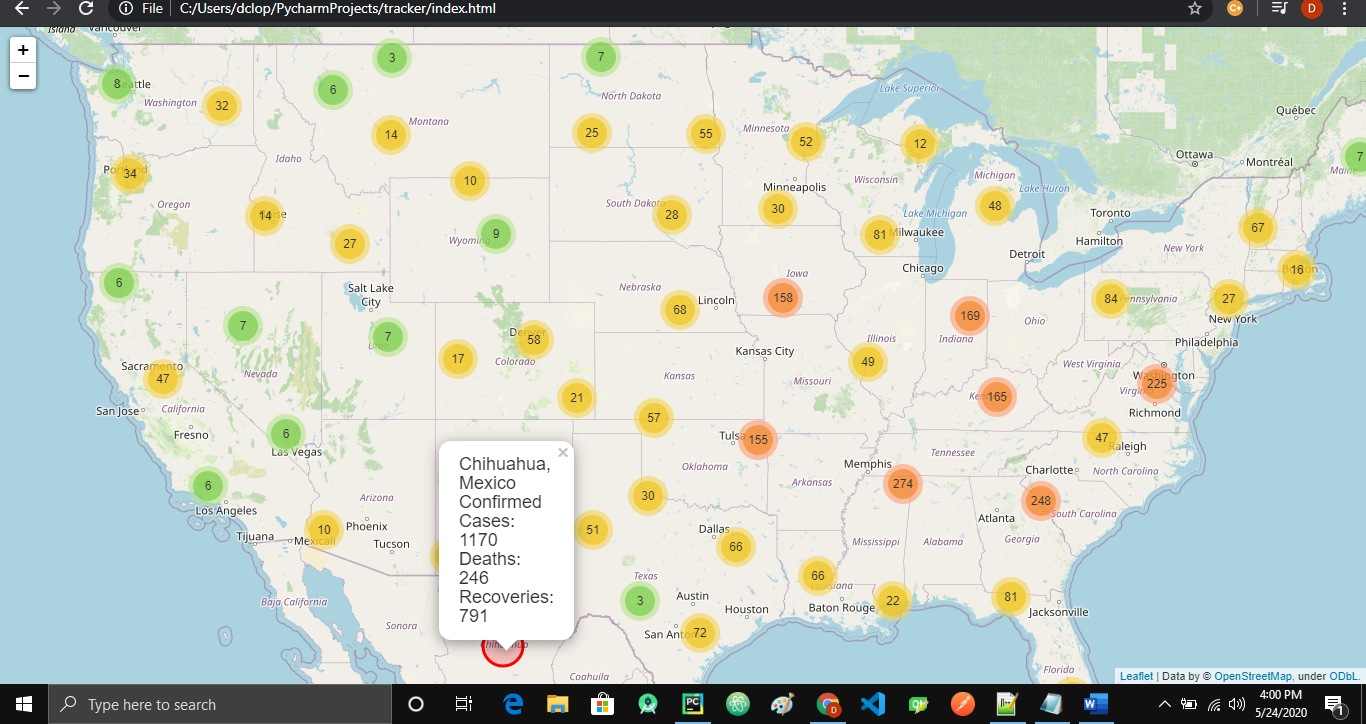 File | C:/Users/dclop/PycharmProjects/tracker/index.html
C+
D
+
−
Vancouver
Island
3
7
8
Seattle
6
32
Washington
North Dakota
Lake Superior
Québec
Montana
14
25
55
Minnesota
52
12
Ottawa
Montréal
7
Maine
Idaho
Portland
34
10
Minneapolis
Wisconsin
Michigan
Lake Huron
Oregon
14
South Dakota
28
30
48
Toronto
Lake Michigan
Wyoming
9
27
81
Milwaukee
Hamilton
New York
67
Detroit
Chicago
Iowa
16
Boston
6
Salt Lake
City
Nebraska
68
Lincoln
158
84
Pennsylvania
27
New York
7
7
Denver
58
169
Indiana
Ohio
Illinois
Philadelphia
Kansas City
49
17
Colorado
West Virginia
Washington
Sacramento
47
Nevada
Kansas
Missouri
225
Richmond
San Jose
California
21
165
57
Fresno
6
Las Vegas
Tulsa
155
47
Raleigh
Chihuahua,
Mexico
Confirmed
Cases:
1170
Deaths:
246
Recoveries:
791
×
Oklahoma
Memphis
Tennessee
Charlotte
North Carolina
6
Los Angeles
Arizona
30
Arkansas
274
248
South Carolina
Atlanta
Tijuana
Mexicali
10
Phoenix
Tucson
51
Dallas
66
Mississippi
Alabama
Georgia
Texas
66
Louisiana
Baja California
3
Austin
Houston
Baton Rouge
22
81
Jacksonville
Sonora
San Antonio
72
Chihuahua
Coahuila
Florida
Leaflet | Data by © OpenStreetMap, under ODbL.
Type here to search
PC
D
W
4:00 PM
5/24/2020
1